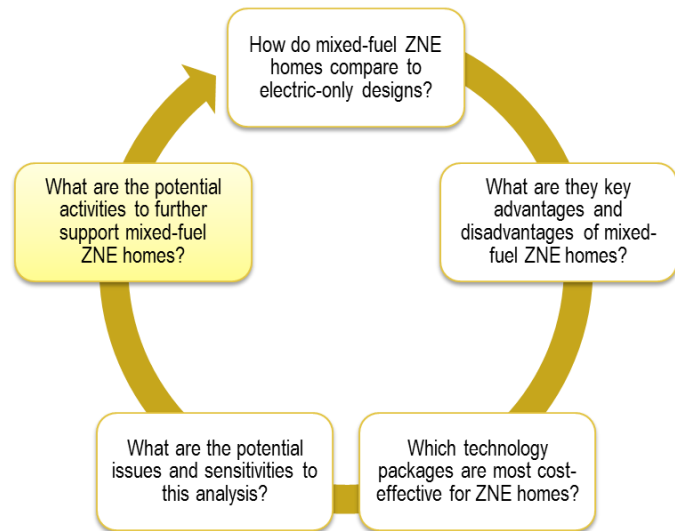 How do mixed-fuel ZNE
homes compare to
electric-only designs?
What are they key
advantages and
disadvantages of mixed-
fuel ZNE homes?
Which technology
packages are most cost-
effective for ZNE homes?
What are the potential
issues and sensitivities to
this analysis?
What are the potential
activities to further
support mixed-fuel
ZNE homes?